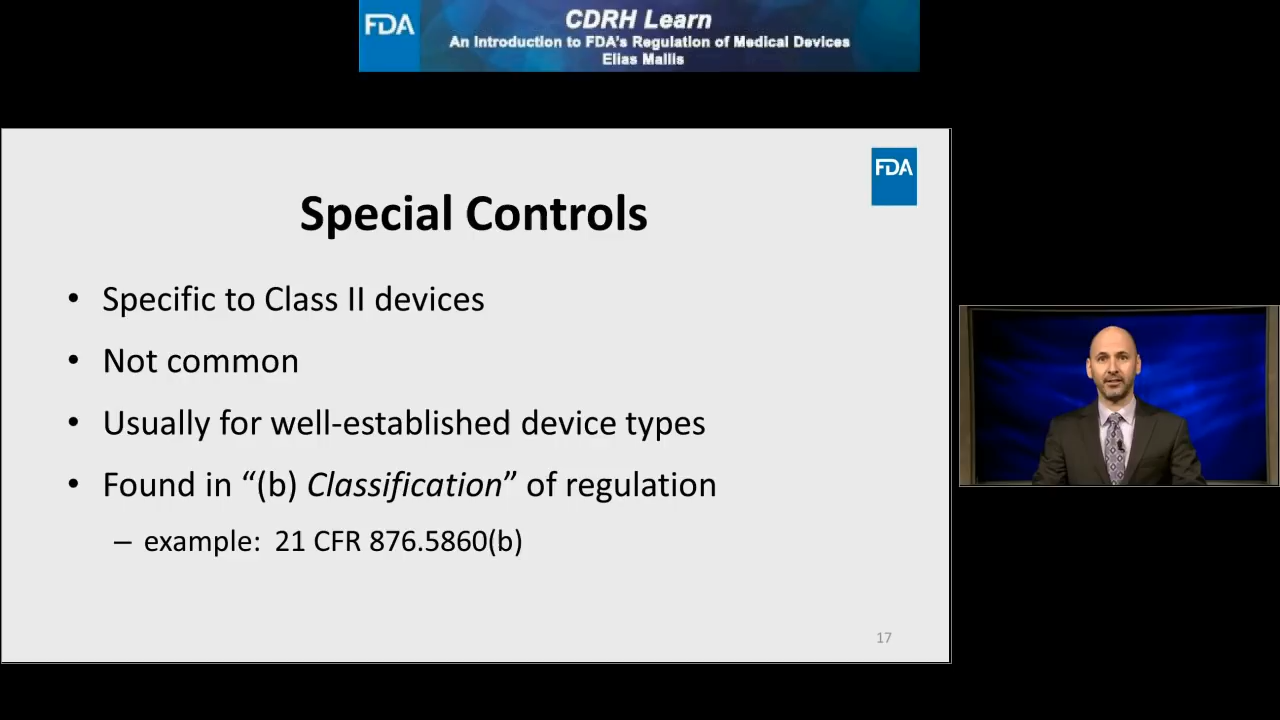 FDA
CDRH Learn
An Introduction to FDA's Regulation of Medical Devices
Elias Mallis
FDA
Special Controls
• Specific to Class II devices
• Not common
• Usually for well-established device types
• Found in “(b) Classification” of regulation
– example: 21 CFR 876.5860(b)
17